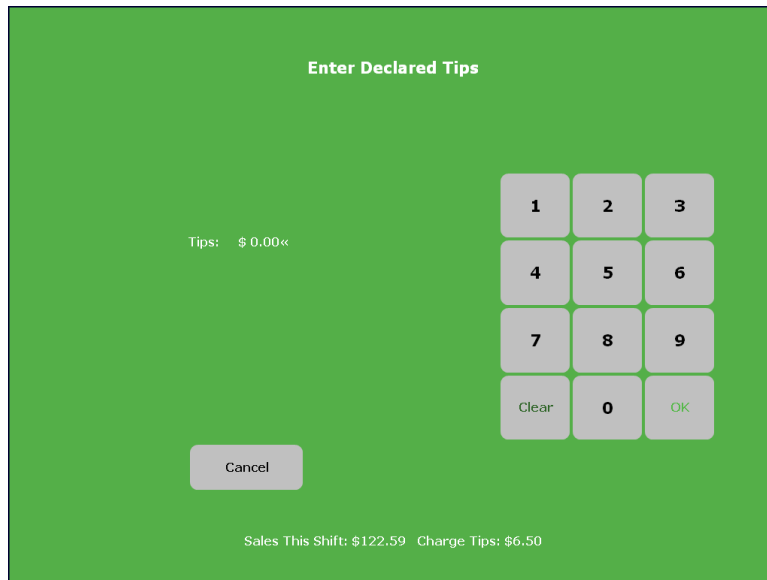 Enter Declared Tips
1 2 3
Tips: $ 0.00«
4 5 6
7 8 9
Clear 0 OK
Cancel
Sales This Shift: $122.59 Charge Tips: $6.50